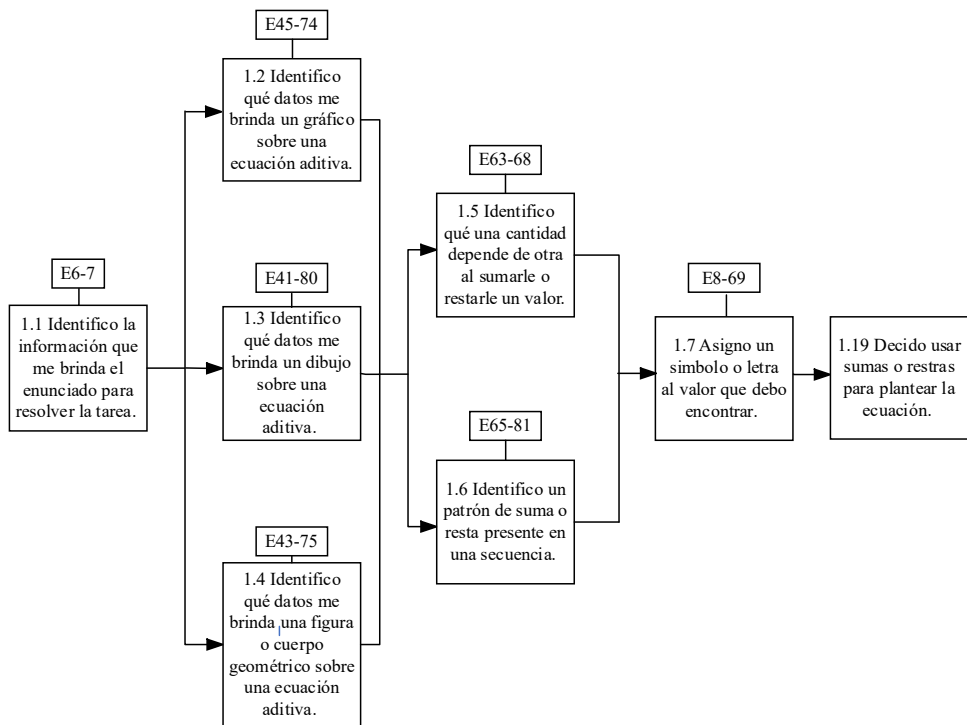 E6-7
1.1 Identifico la
información que
me brinda el
enunciado para
resolver la tarea.
E45-74
1.2 Identifico
qué datos me
brinda un gráfico
sobre una
ecuación aditiva.
E41-80
1.3 Identifico
qué datos me
brinda un dibujo
sobre una
ecuación
aditiva.
E43-75
1.4 Identifico
qué datos me
brinda una figura
o cuerpo
geométrico sobre
una ecuación
aditiva.
E63-68
1.5 Identifico
qué una cantidad
depende de otra
al sumarle o
restarle un valor.
E65-81
1.6 Identifico un
patrón de suma o
resta presente en
una secuencia.
E8-69
1.7 Asigno un
simbolo o letra
al valor que debo
encontrar.
1.19 Decido usar
sumas o restras
para plantear la
ecuación.